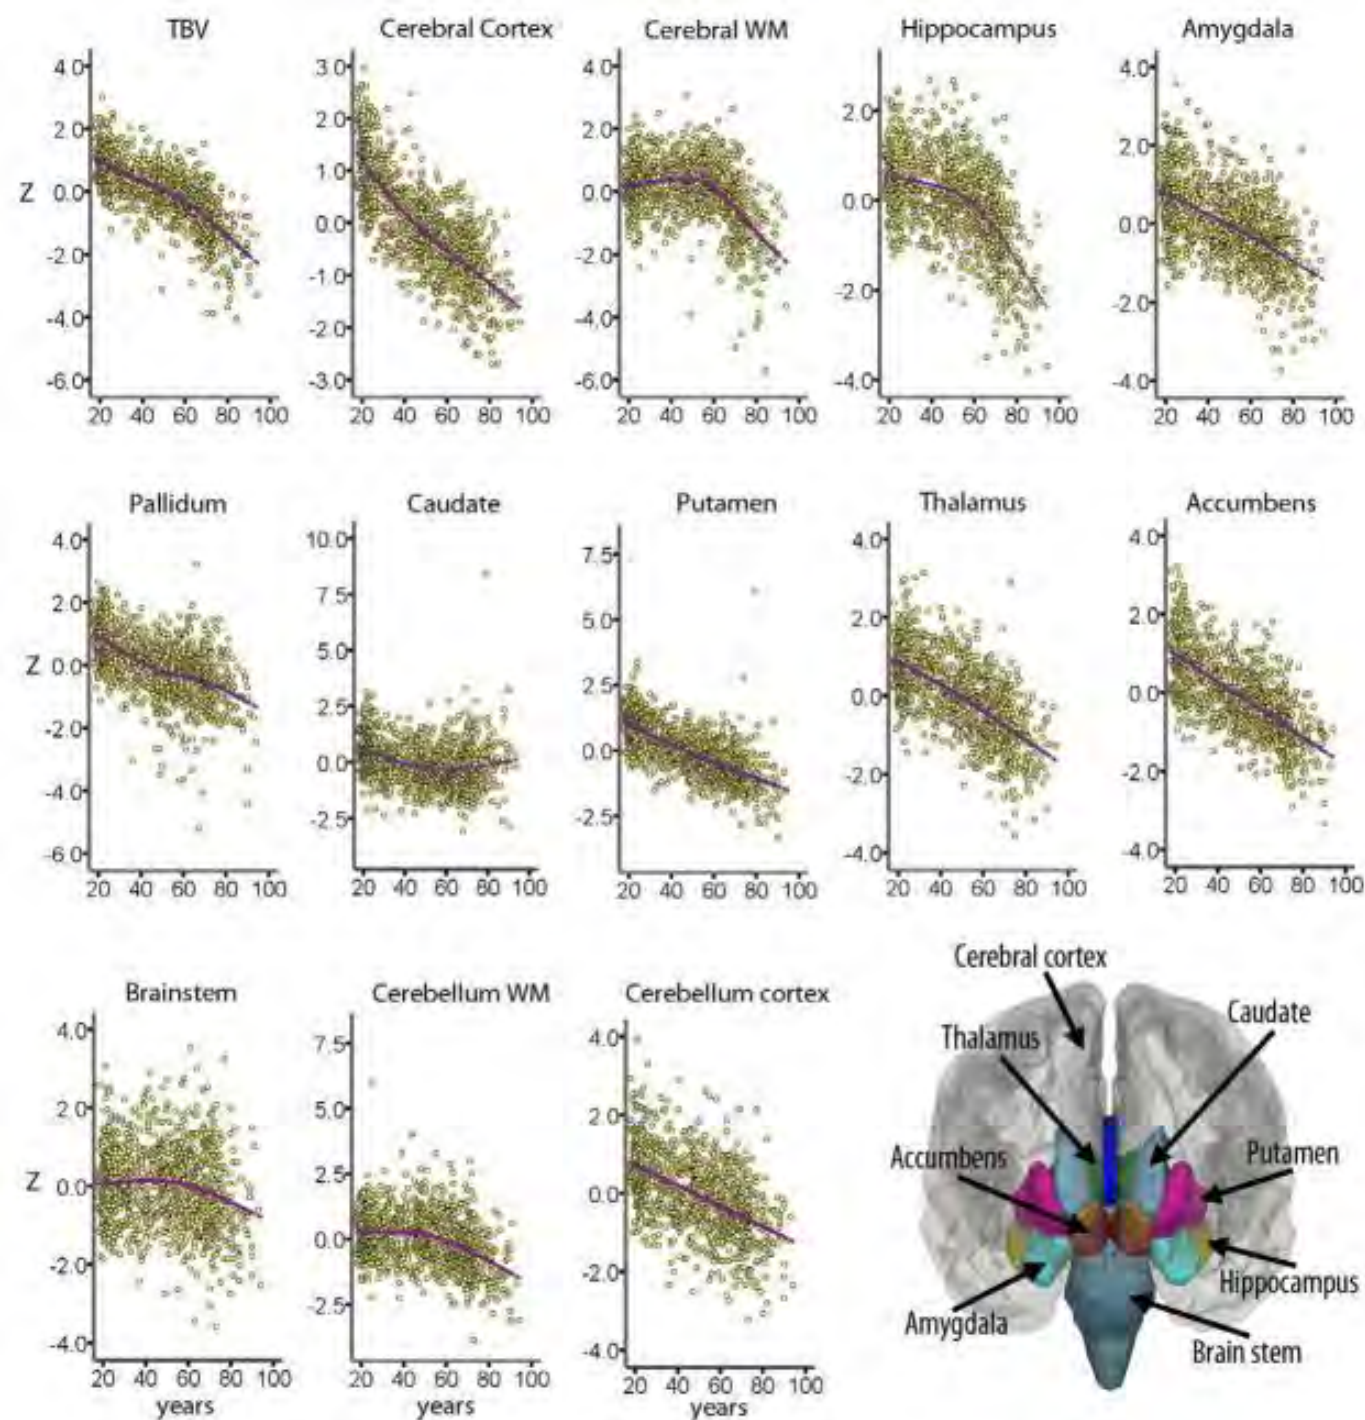 TBV
Cerebral Cortex
Cerebral WM
Hippocampus
Amygdala
4.0
2.0
0.0
-2.0
-4.0
-6.0
Z
20 40 60 80 100
3.0
2.0
1.0
0.0
-1.0
-2.0
-3.0
20 40 60 80 100
4.0
2.0
0.0
-2.0
-4.0
-6.0
20 40 60 80 100
2.0
0.0
-2.0
-4.0
20 40 60 80 100
4.0
2.0
0.0
-2.0
-4.0
20 40 60 80 100
Pallidum
Caudate
Putamen
Thalamus
Accumbens
4.0
2.0
Z 0.0
-2.0
-4.0
-6.0
20 40 60 80 100
10.0
7.5
5.0
2.5
0.0
-2.5
20 40 60 80 100
7.5
5.0
2.5
0.0
-2.5
20 40 60 80 100
4.0
2.0
0.0
-2.0
-4.0
20 40 60 80 100
4.0
2.0
0.0
-2.0
-4.0
20 40 60 80 100
Brainstem
Cerebellum WM
Cerebellum cortex
4.0
2.0
Z 0.0
-2.0
-4.0
20 40 60 80 100
years
7.5
5.0
2.5
0.0
-2.5
20 40 60 80 100
years
4.0
2.0
0.0
-2.0
-4.0
20 40 60 80 100
years
Cerebral cortex
Caudate
Thalamus
Accumbens
Putamen
Hippocampus
Amygdala
Brain stem